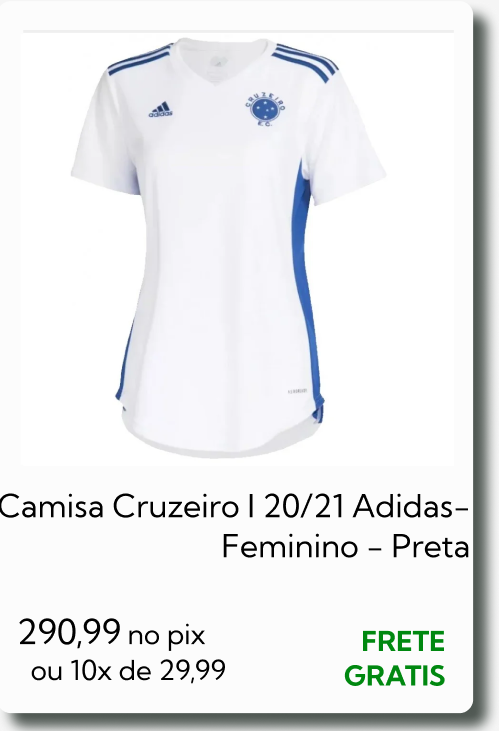 adidas
CRUZEIRO
E.C.
Camisa Cruzeiro I 20/21 Adidas-
Feminino - Preta
290,99 no pix
ou 10x de 29,99
FRETE
GRATIS